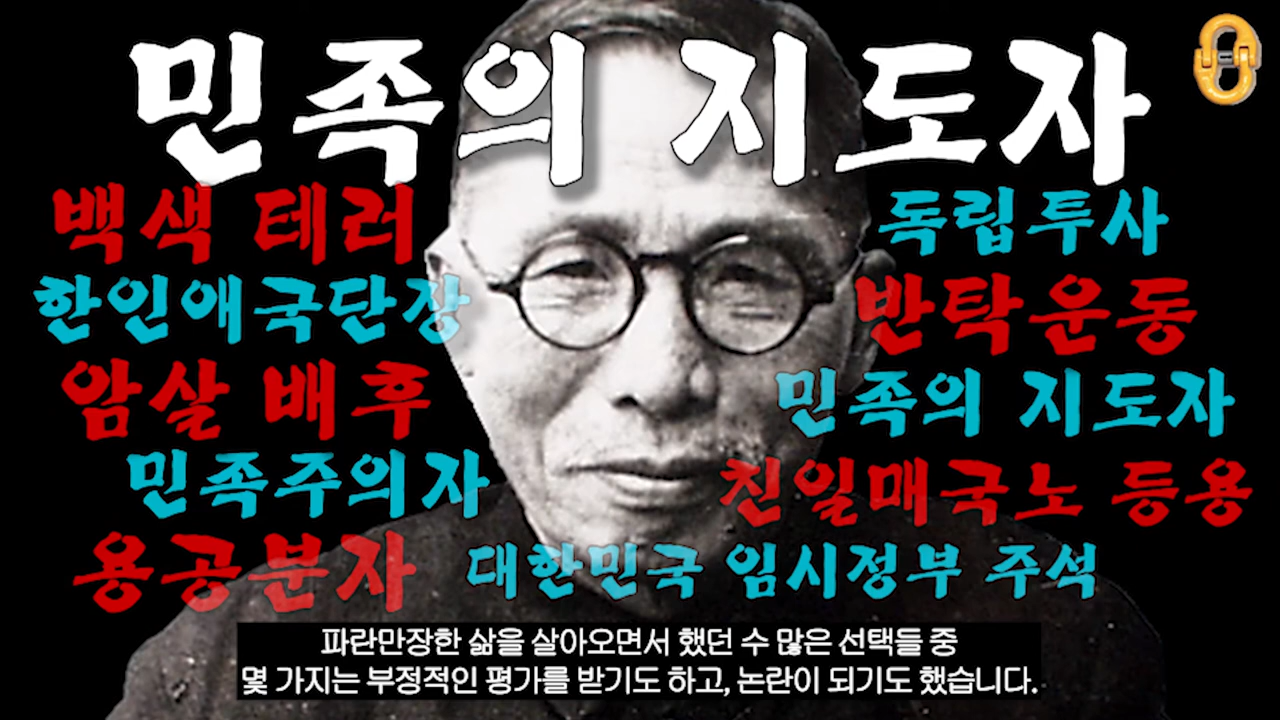 민족의 지도자
백색 테러
독립투사
한인애국단장
반탁운동
암살 배후
민족의 지도자
민족주의자
친일매국노 등용
용공분자
대한민국 임시정부 주석
파란만장한 삶을 살아오면서 했던 수 많은 선택들 중
몇 가지는 부정적인 평가를 받기도 하고, 논란이 되기도 했습니다.